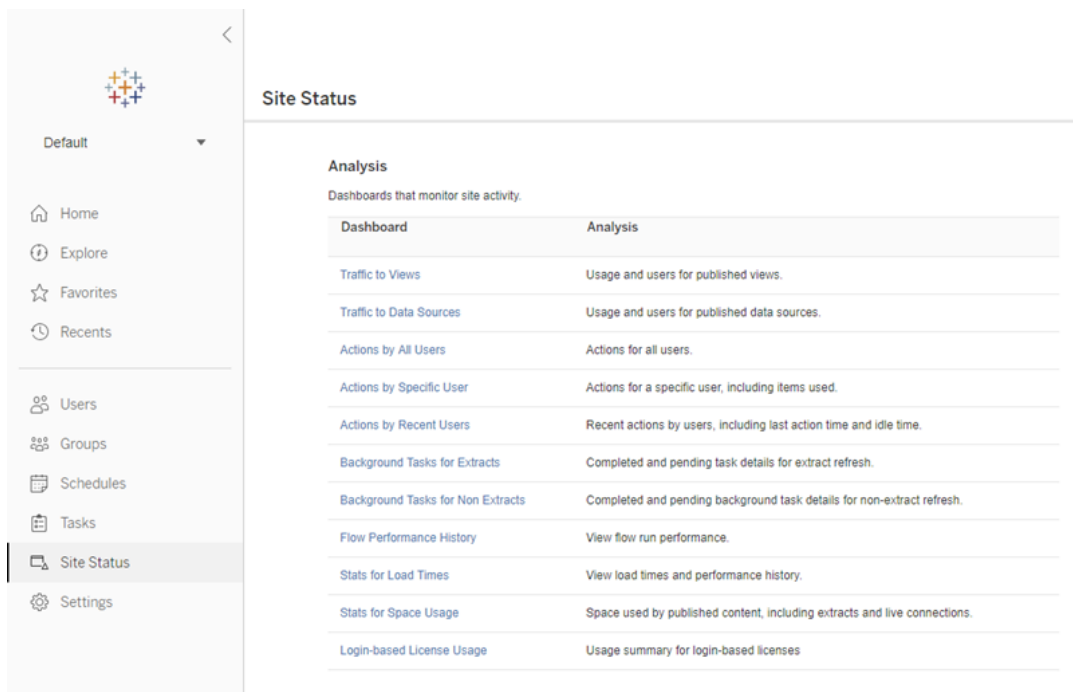 Default
Home
Explore
Favorites
Recents
Users
Groups
Schedules
Tasks
Site Status
Settings
Site Status
Analysis
Dashboards that monitor site activity.
Dashboard Analysis
Traffic to Views Usage and users for published views.
Traffic to Data Sources Usage and users for published data sources.
Actions by All Users Actions for all users.
Actions by Specific User Actions for a specific user, including items used.
Actions by Recent Users Recent actions by users, including last action time and idle time.
Background Tasks for Extracts Completed and pending task details for extract refresh.
Background Tasks for Non Extracts Completed and pending background task details for non-extract refresh.
Flow Performance History View flow run performance.
Stats for Load Times View load times and performance history.
Stats for Space Usage Space used by published content, including extracts and live connections.
Login-based License Usage Usage summary for login-based licenses